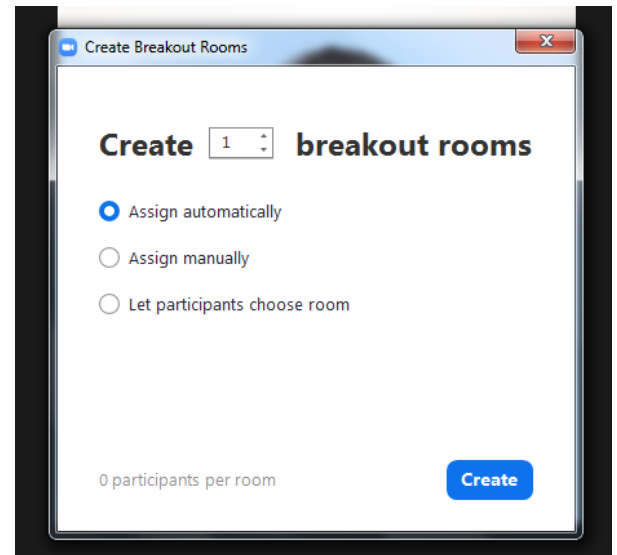 Create Breakout Rooms
Create 1 breakout rooms
Assign automatically
Assign manually
Let participants choose room
0 participants per room
Create